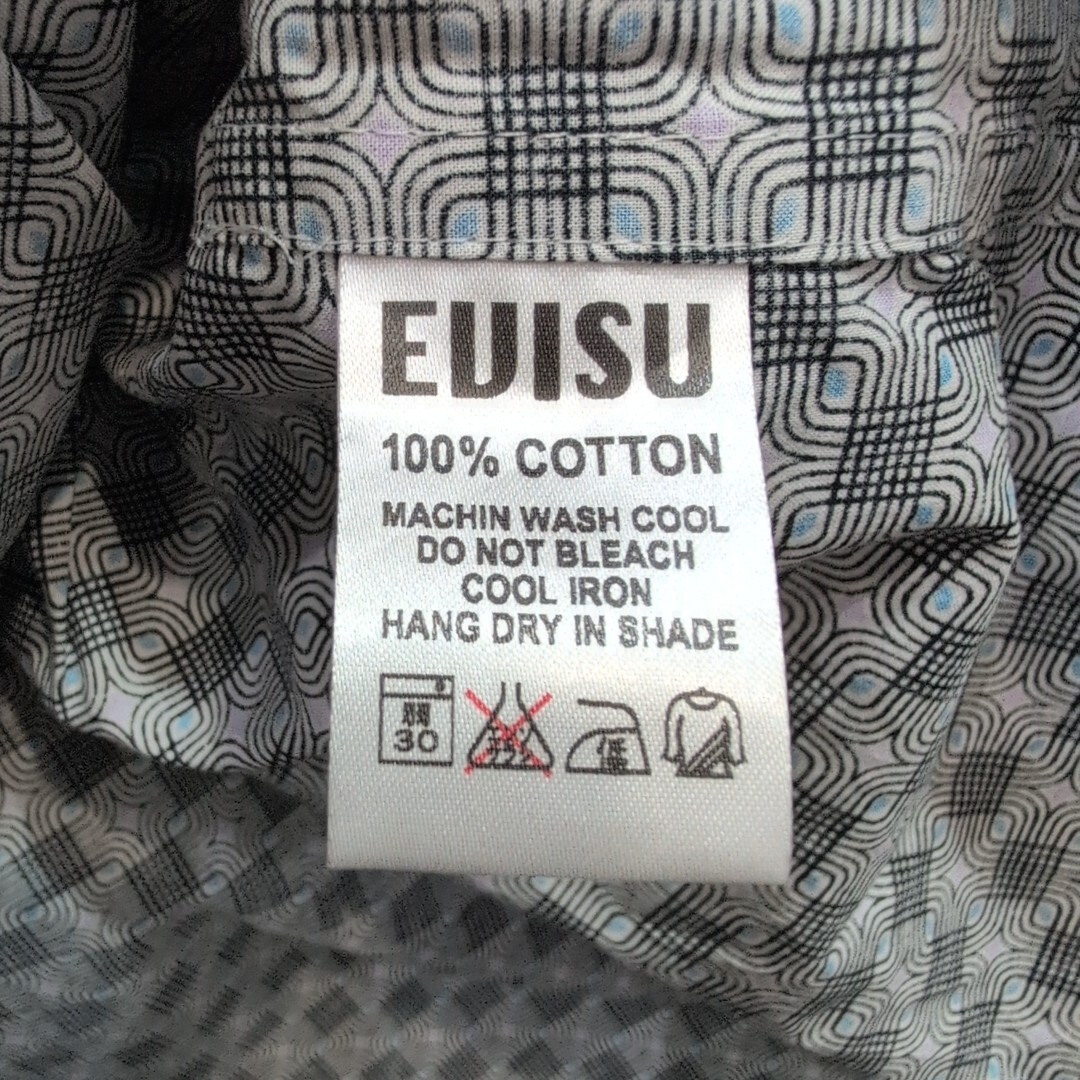 EVISU
100% COTTON
MACHIN WASH COOL
DO NOT BLEACH
COOL IRON
HANG DRY IN SHADE
30